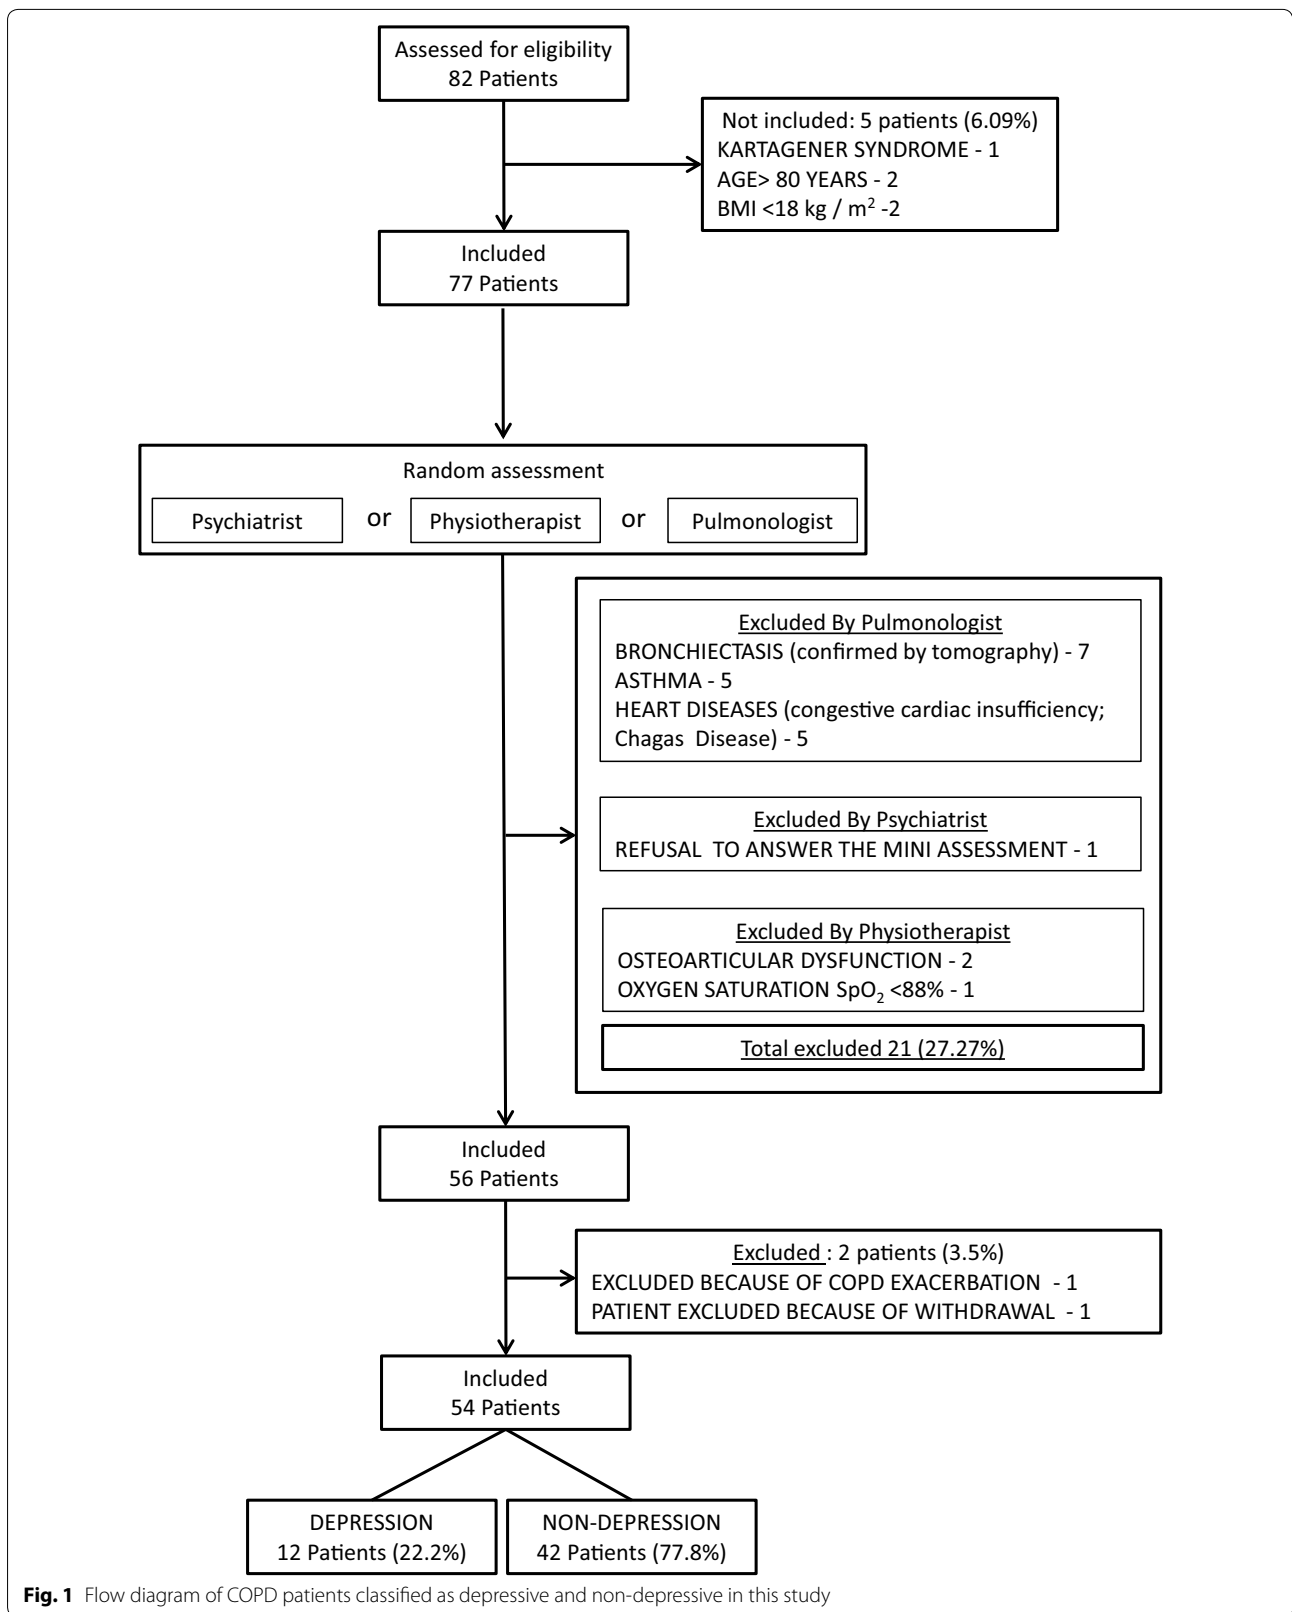 Assessed for eligibility
82 Patients
Not included: 5 patients (6.09%)
KARTAGENER SYNDROME - 1
AGE> 80 YEARS - 2
BMI <18 kg / m² -2
Included
77 Patients
Random assessment
Psychiatrist or Physiotherapist or Pulmonologist
Excluded By Pulmonologist
BRONCHIECTASIS (confirmed by tomography) - 7
ASTHMA - 5
HEART DISEASES (congestive cardiac insufficiency;
Chagas Disease) - 5
Excluded By Psychiatrist
REFUSAL TO ANSWER THE MINI ASSESSMENT - 1
Excluded By Physiotherapist
OSTEOARTICULAR DYSFUNCTION - 2
OXYGEN SATURATION SpO₂ <88% - 1
Total excluded 21 (27.27%)
Included
56 Patients
Excluded : 2 patients (3.5%)
EXCLUDED BECAUSE OF COPD EXACERBATION - 1
PATIENT EXCLUDED BECAUSE OF WITHDRAWAL - 1
Included
54 Patients
DEPRESSION
12 Patients (22.2%)
NON-DEPRESSION
42 Patients (77.8%)
Fig. 1 Flow diagram of COPD patients classified as depressive and non-depressive in this study